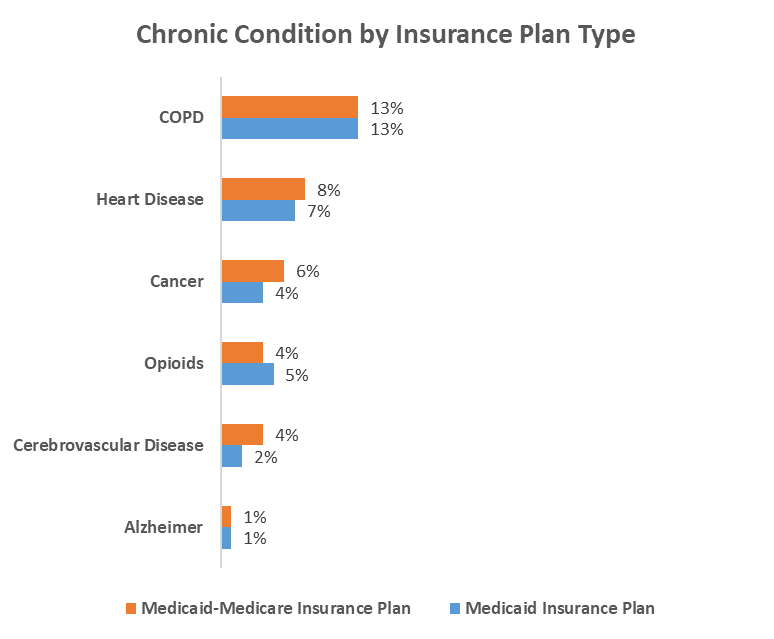 Chronic Condition by Insurance Plan Type
COPD
13%
13%
Heart Disease
8%
7%
Cancer
6%
4%
Opioids
4%
5%
Cerebrovascular Disease
4%
2%
Alzheimer
1%
1%
Medicaid-Medicare Insurance Plan
Medicaid Insurance Plan